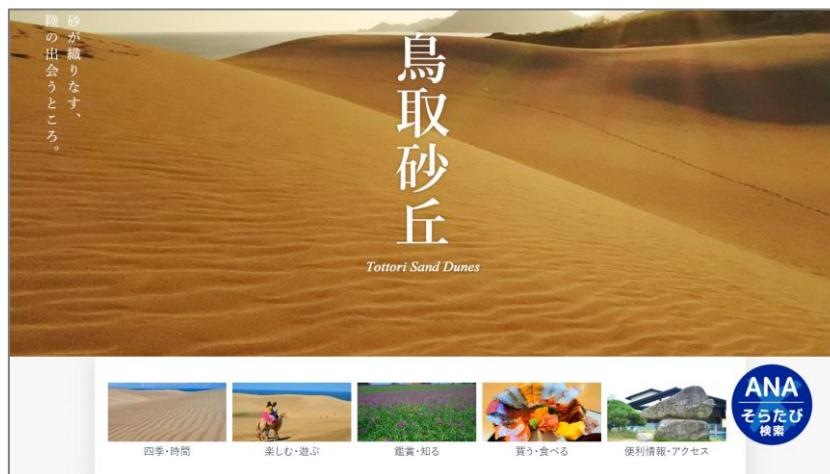 砂が織りなす、
陸の出会うところ。
鳥取砂丘
Tottori Sand Dunes
四季・時間
楽しむ・遊ぶ
鑑賞・知る
買う・食べる
便利情報・アクセス
ANA
そらたび
検索